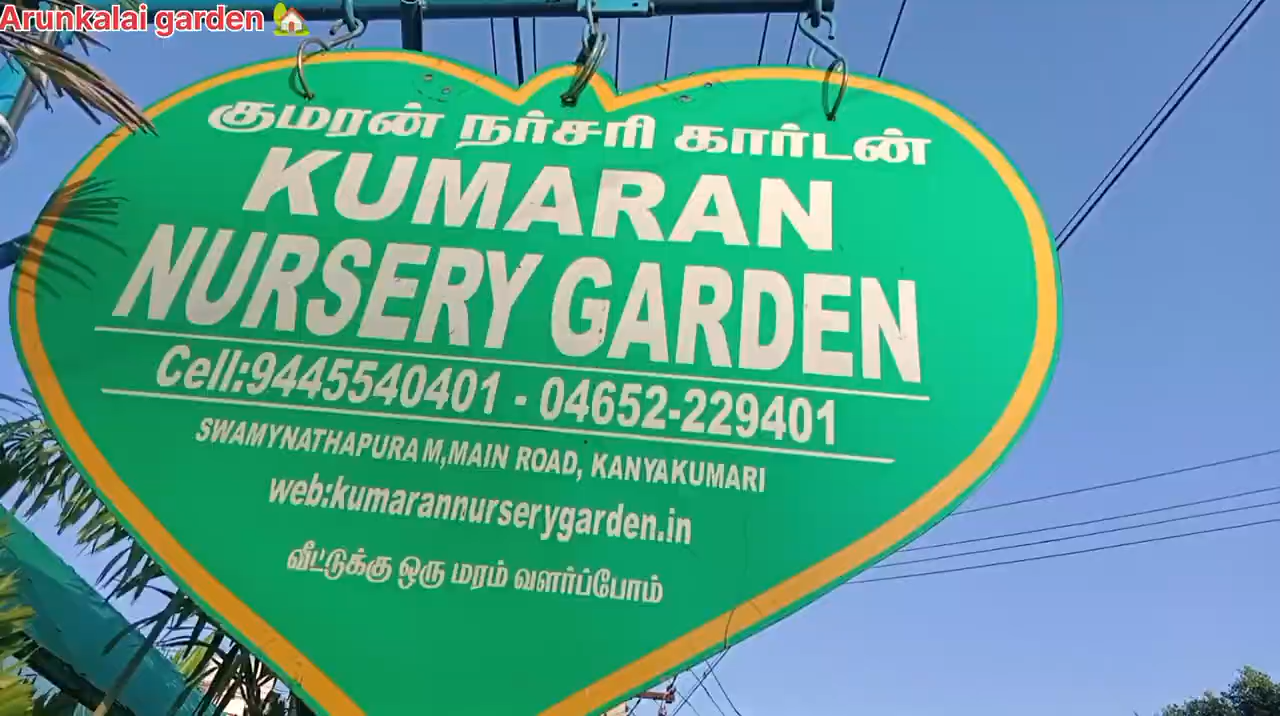 Arunkalai garden 🏡
குமரன் நர்சரி கார்டன்
KUMARAN
NURSERY GARDEN
Cell:9445540401 - 04652-229401
SWAMYNATHAPURAM,MAIN ROAD, KANYAKUMARI
web:kumarannurserygarden.in
வீட்டுக்கு ஒரு மரம் வளர்ப்போம்